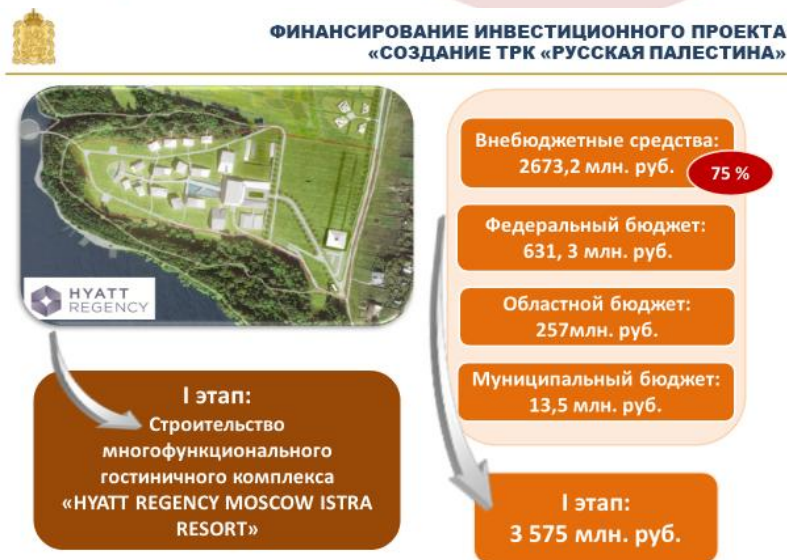 ФИНАНСИРОВАНИЕ ИНВЕСТИЦИОННОГО ПРОЕКТА
«СОЗДАНИЕ ТРК «РУССКАЯ ПАЛЕСТИНА»
HYATT
REGENCY
I этап:
Строительство
многофункционального
гостиничного комплекса
«HYATT REGENCY MOSCOW ISTRA
RESORT»
Внебюджетные средства:
2673,2 млн. руб.
75 %
Федеральный бюджет:
631, 3 млн. руб.
Областной бюджет:
257млн. руб.
Муниципальный бюджет:
13,5 млн. руб.
I этап:
3 575 млн. руб.